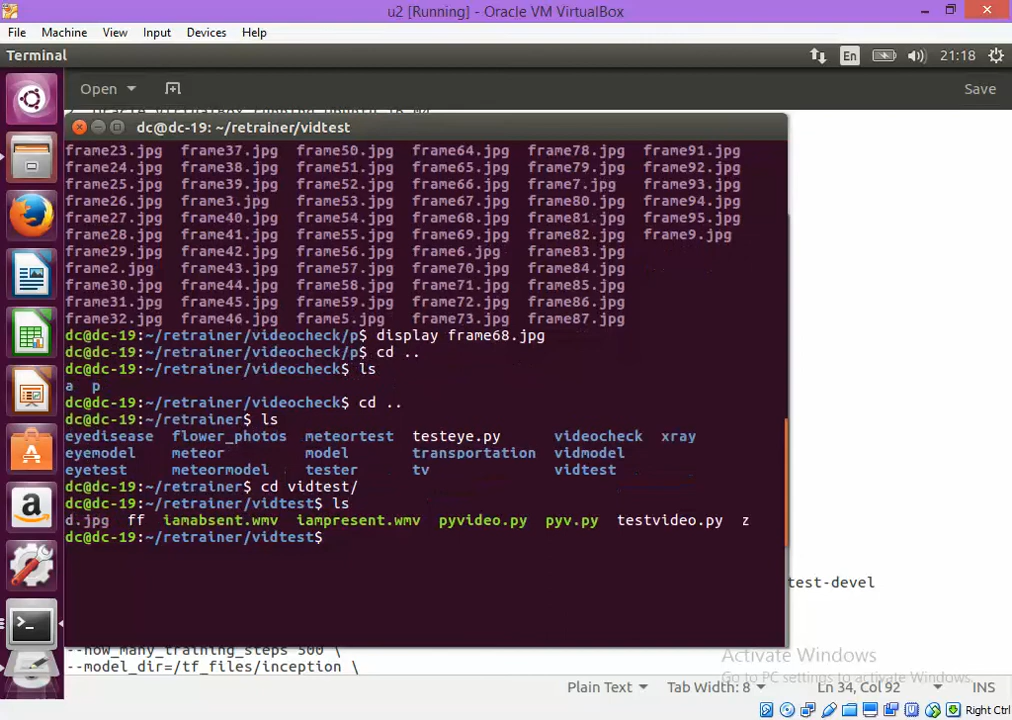 u2 [Running] - Oracle VM VirtualBox
File Machine View Input Devices Help
Terminal En 21:18
Open Save
dc@dc-19: ~/retrainer/vidtest
frame23.jpg frame37.jpg frame50.jpg frame64.jpg frame78.jpg frame91.jpg
frame24.jpg frame38.jpg frame51.jpg frame65.jpg frame79.jpg frame92.jpg
frame25.jpg frame39.jpg frame52.jpg frame66.jpg frame7.jpg frame93.jpg
frame26.jpg frame3.jpg frame53.jpg frame67.jpg frame80.jpg frame94.jpg
frame27.jpg frame40.jpg frame54.jpg frame68.jpg frame81.jpg frame95.jpg
frame28.jpg frame41.jpg frame55.jpg frame69.jpg frame82.jpg frame9.jpg
frame29.jpg frame42.jpg frame56.jpg frame6.jpg frame83.jpg
frame2.jpg frame43.jpg frame57.jpg frame70.jpg frame84.jpg
frame30.jpg frame44.jpg frame58.jpg frame71.jpg frame85.jpg
frame31.jpg frame45.jpg frame59.jpg frame72.jpg frame86.jpg
frame32.jpg frame46.jpg frame5.jpg frame73.jpg frame87.jpg
dc@dc-19:~/retrainer/videocheck/p$ display frame68.jpg
dc@dc-19:~/retrainer/videocheck/p$ cd ..
dc@dc-19:~/retrainer/videocheck$ ls
a p
dc@dc-19:~/retrainer/videocheck$ cd ..
dc@dc-19:~/retrainer$ ls
eyedisease flower_photos meteortest testeye.py videocheck xray
eyemodel meteor model transportation vidmodel
eyetest meteormodel tester tv vidtest
dc@dc-19:~/retrainer$ cd vidtest/
dc@dc-19:~/retrainer/vidtest$ ls
d.jpg ff iamabsent.wmv iampresent.wmv pyvideo.py pyv.py testvideo.py z
dc@dc-19:~/retrainer/vidtest$
test-devel
--how_many_training_steps 500 \
--model_dir=/tf_files/inception \
Activate Windows
Go to PC settings to activate Windows.
Plain Text Tab Width: 8 Ln 34, Col 92 INS
Right Ctrl